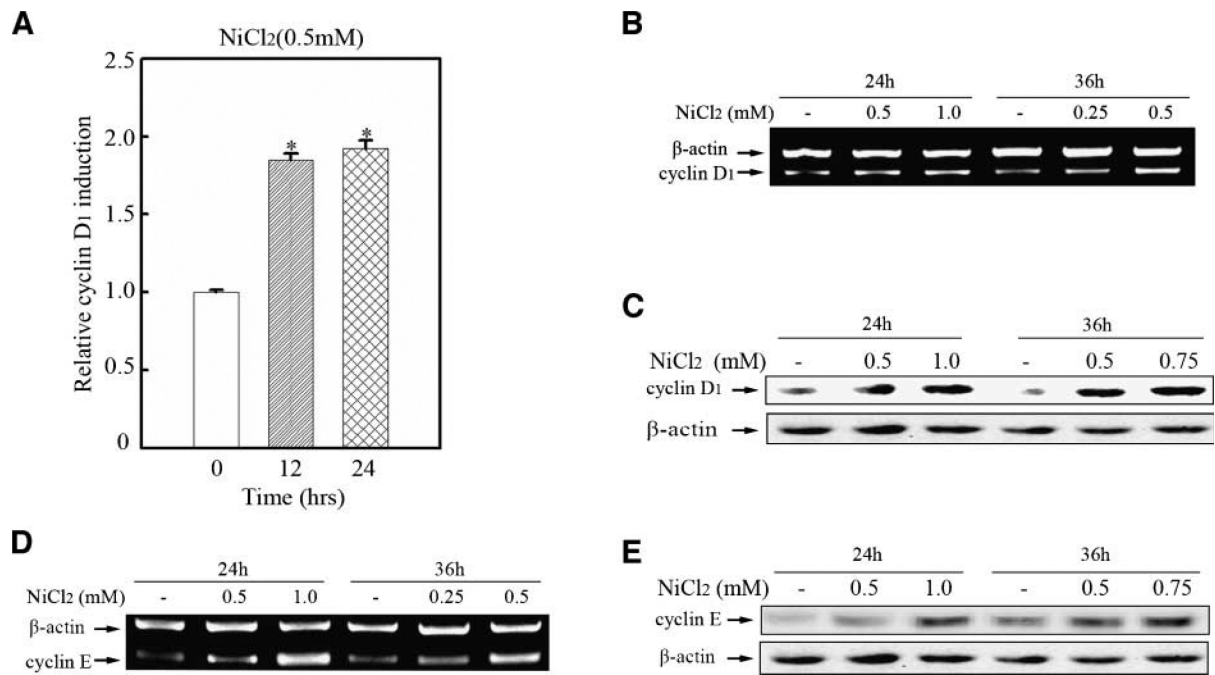 A
NiCl2(0.5mM)
2.5
2.0
1.5
1.0
0.5
0
Relative cyclin D1 induction
* *
0 12 24
Time (hrs)
B
24h 36h
NiCl2 (mM) - 0.5 1.0 - 0.25 0.5
β-actin
cyclin D1
C
24h 36h
NiCl2 (mM) - 0.5 1.0 - 0.5 0.75
cyclin D1
β-actin
D
24h 36h
NiCl2 (mM) - 0.5 1.0 - 0.25 0.5
β-actin
cyclin E
E
24h 36h
NiCl2 (mM) - 0.5 1.0 - 0.5 0.75
cyclin E
β-actin